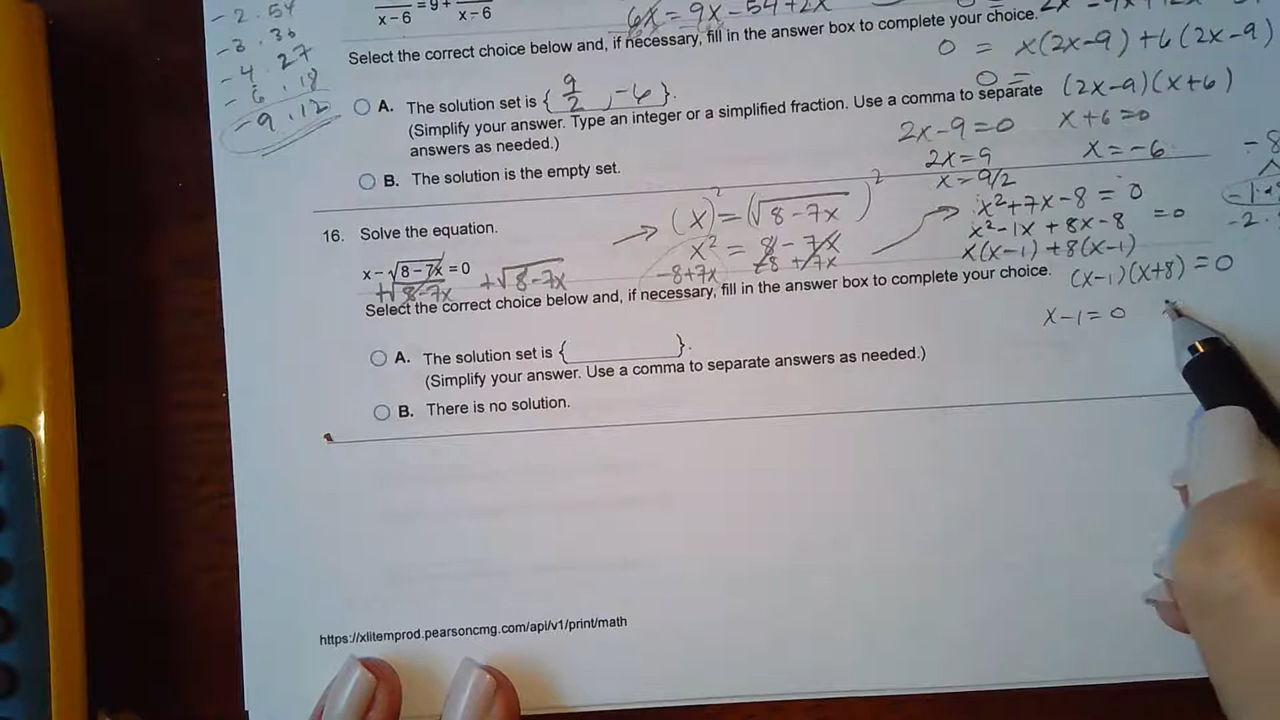 -2.54
-3.36
-4.27
-6.18
-9.12
x-6 = 9+ x-6
6x = 9x-54+2x
Select the correct choice below and, if necessary, fill in the answer box to complete your choice.
0 = x(2x-9)+6(2x-9)
0 = (2x-9)(x+6)
A. The solution set is { 9/2 , -6 }.
(Simplify your answer. Type an integer or a simplified fraction. Use a comma to separate
answers as needed.)
B. The solution is the empty set.
2x-9=0 x+6=0
2x=9 x=-6
x=9/2
16. Solve the equation.
x-√8-7x=0
+√8-7x +√8-7x
(x)²=(√8-7x)²
x² = 8-7x
-8+7x -8+7x
x²+7x-8=0
x²-1x+8x-8=0
x(x-1)+8(x-1)
(x-1)(x+8)=0
x-1=0
Select the correct choice below and, if necessary, fill in the answer box to complete your choice.
A. The solution set is { }.
(Simplify your answer. Use a comma to separate answers as needed.)
B. There is no solution.
-8
-2.
https://xlitemprod.pearsoncmg.com/api/v1/print/math